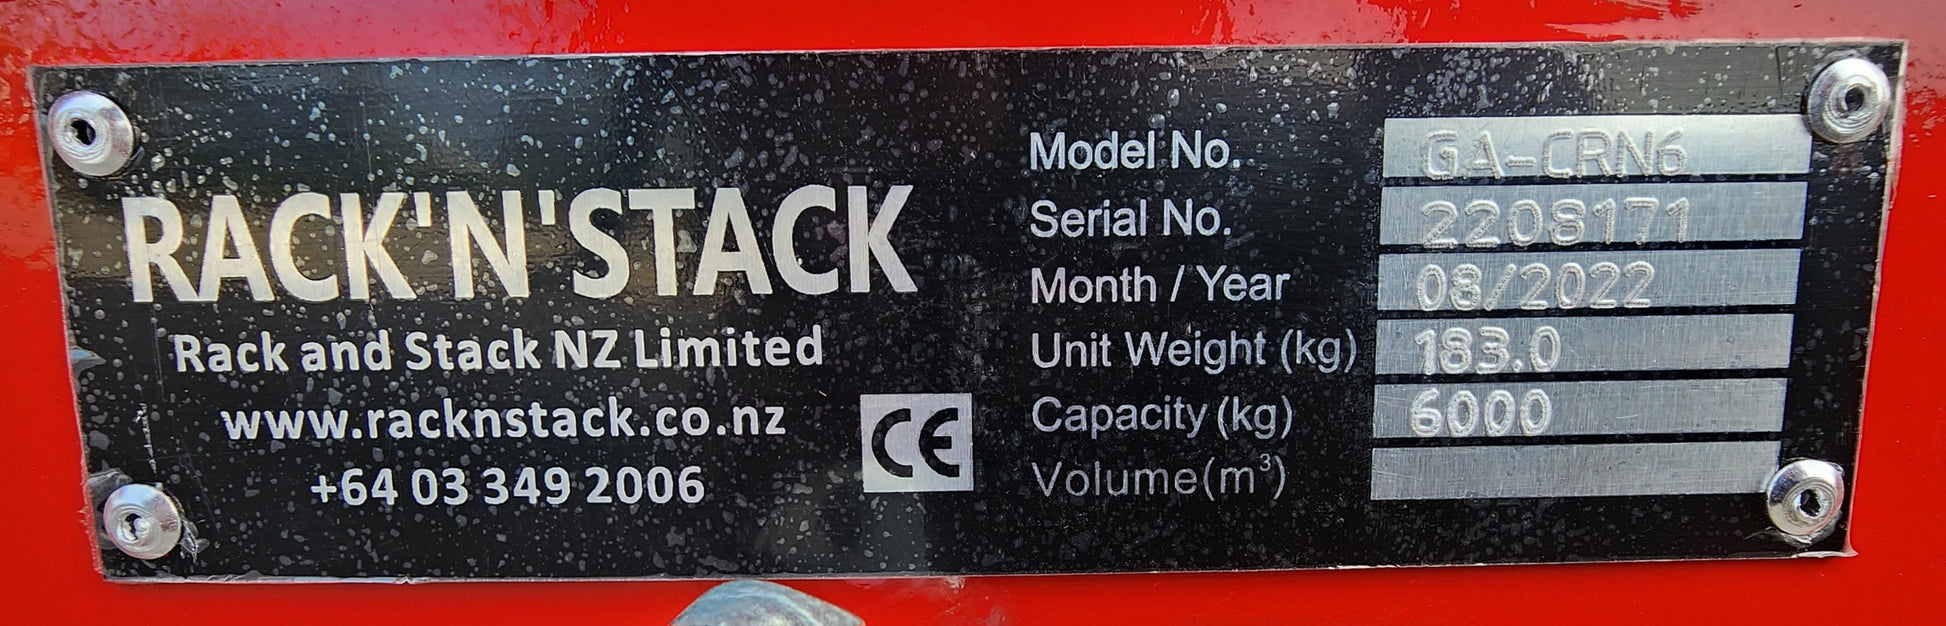 RACK'N'STACK
Rack and Stack NZ Limited
www.racknstack.co.nz
+64 03 349 2006
CE
Model No. GA-CRN6
Serial No. 2208171
Month / Year 08/2022
Unit Weight (kg) 183.0
Capacity (kg) 6000
Volume(m³)